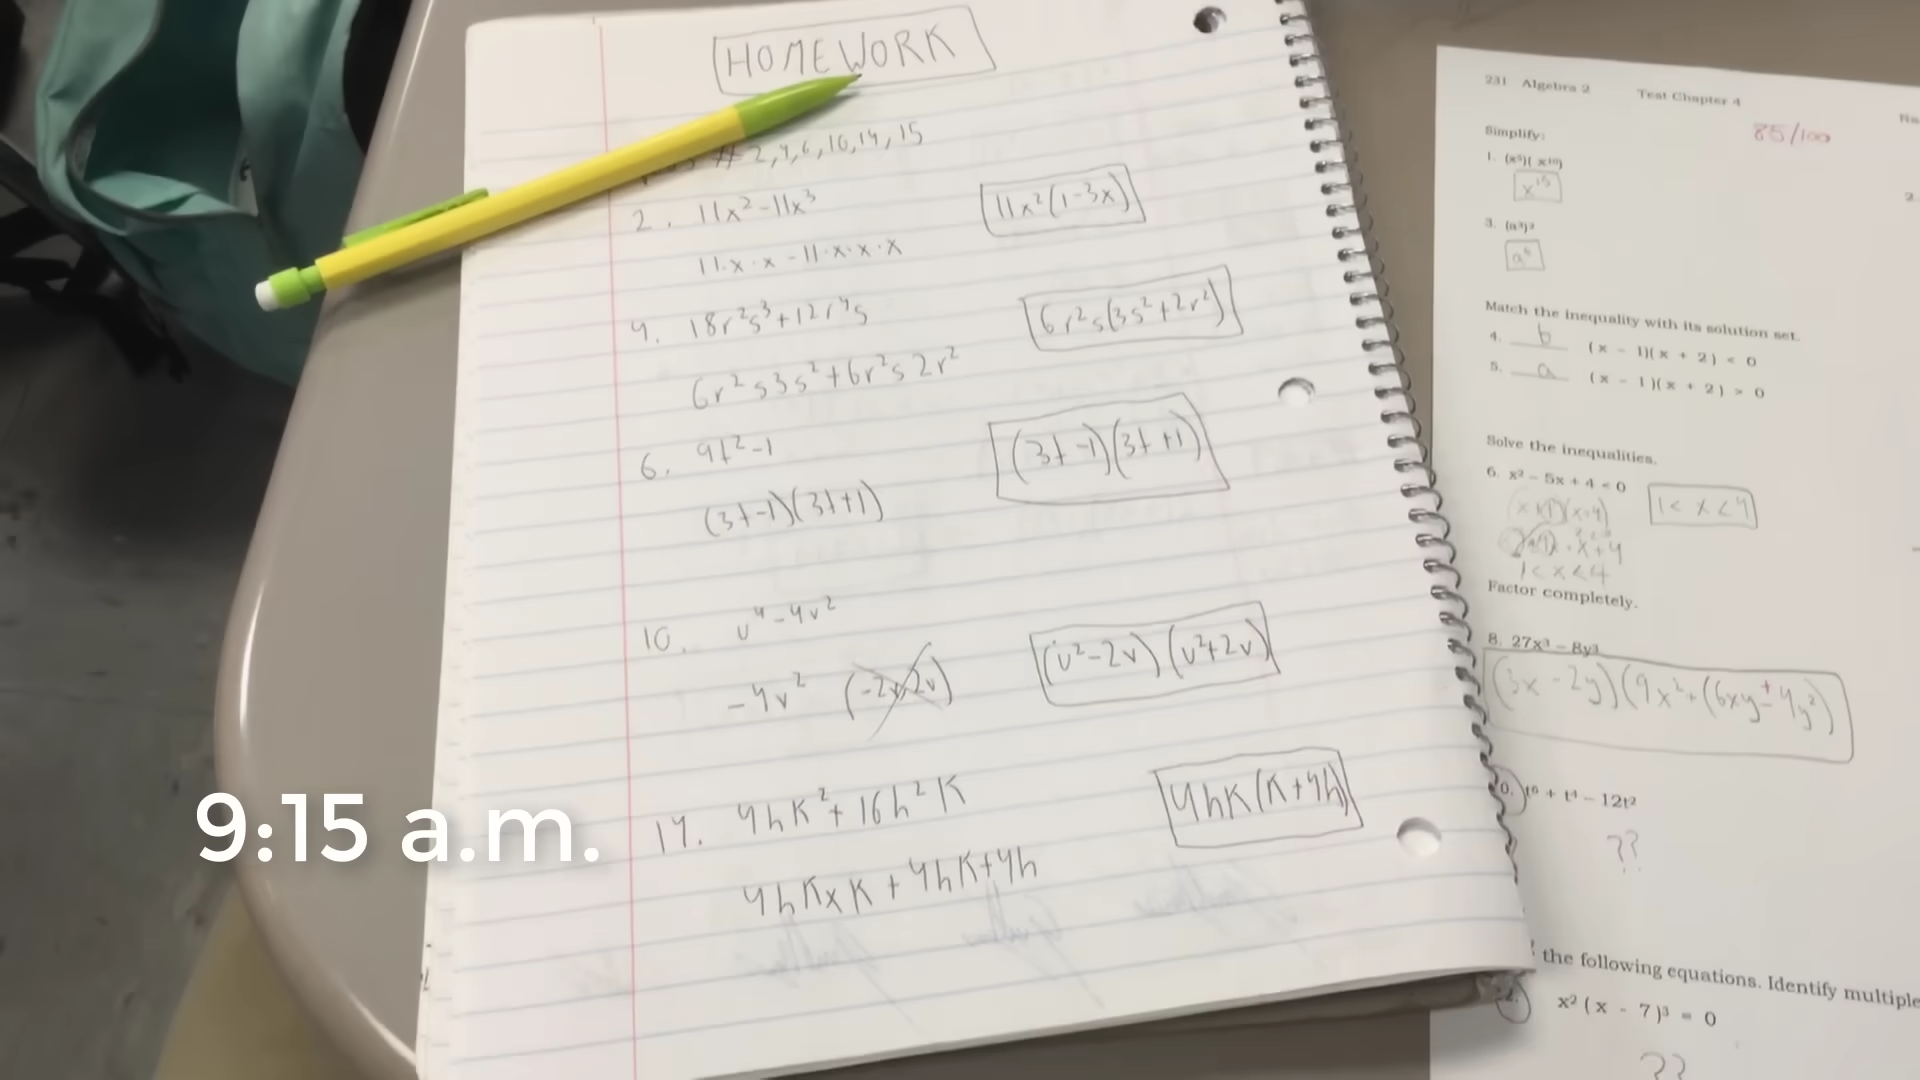 HOMEWORK
# 2, 4, 6, 10, 14, 15
2. 11x² - 11x³
11x²(1-3x)
11·x·x - 11·x·x·x
4. 18r²s³ + 12r⁴s
6r²s(3s² + 2r²)
6r²s3s² + 6r²s2r²
6. 9t² - 1
(3t-1)(3t+1)
(3t-1)(3t+1)
10. v⁴ - 4v²
(v² - 2v)(v² + 2v)
-4v² (-2v 2v)
14. 4hK² + 16h²K
4hK(K+4h)
4hKxK + 4hK+4h
9:15 a.m.
231 Algebra 2 Test Chapter 4
85/100
Simplify:
1. (x⁵)(x¹⁰)
x¹⁵
2.
3. (a³)²
a⁶
Match the inequality with its solution set.
4. b (x - 1)(x + 2) < 0
5. a (x - 1)(x + 2) > 0
Solve the inequalities.
6. x² - 5x + 4 < 0
1 < x < 4
1 < x < 4
Factor completely.
8. 27x³ - 8y³
(3x - 2y)(9x² + (6xy + 4y²)
0. t⁶ + t⁴ - 12t²
??
the following equations. Identify multiple
2. x² (x - 7)³ = 0
??